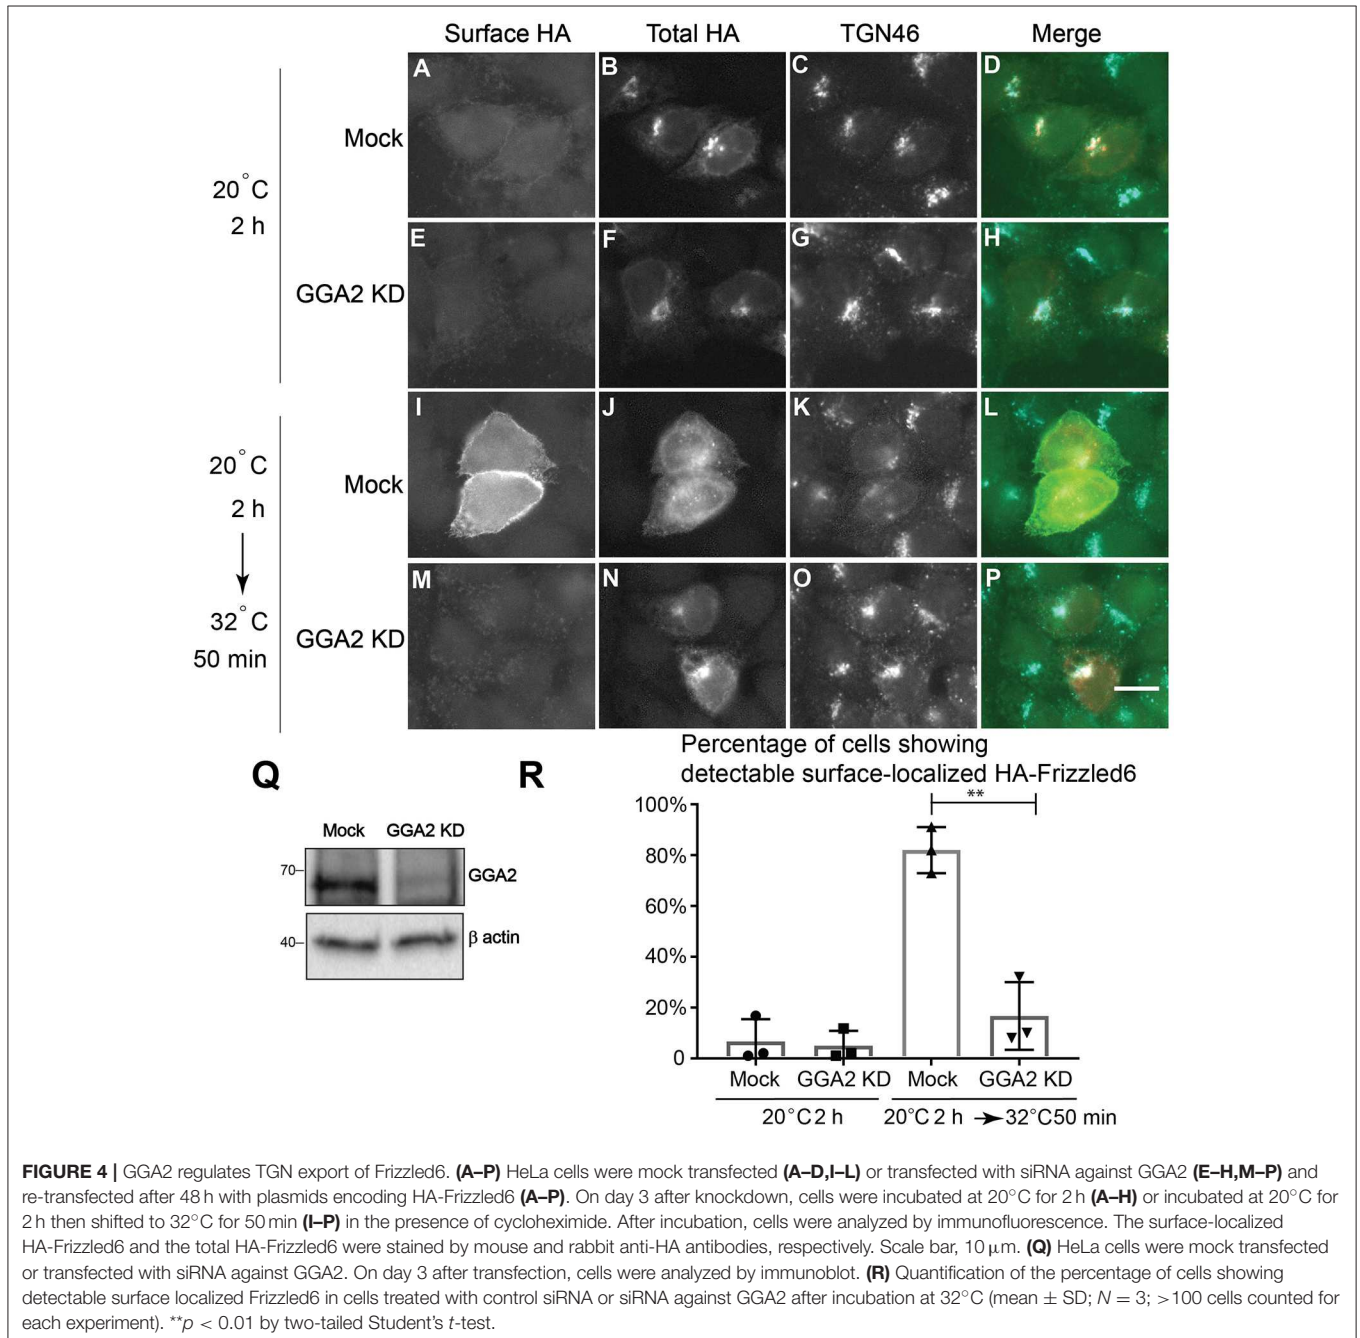 Surface HA Total HA TGN46 Merge
A B C D
Mock
20°C
2 h
E F G H
GGA2 KD
I J K L
20°C
Mock
2 h
M N O P
32°C
GGA2 KD
50 min
Q
Mock GGA2 KD
70
GGA2
40
β actin
R
Percentage of cells showing
detectable surface-localized HA-Frizzled6
**
100%
80%
60%
40%
20%
0
Mock GGA2 KD Mock GGA2 KD
20°C 2 h 20°C 2 h → 32°C50 min
FIGURE 4 | GGA2 regulates TGN export of Frizzled6. (A–P) HeLa cells were mock transfected (A–D,I–L) or transfected with siRNA against GGA2 (E–H,M–P) and
re-transfected after 48 h with plasmids encoding HA-Frizzled6 (A–P). On day 3 after knockdown, cells were incubated at 20°C for 2 h (A–H) or incubated at 20°C for
2 h then shifted to 32°C for 50 min (I–P) in the presence of cycloheximide. After incubation, cells were analyzed by immunofluorescence. The surface-localized
HA-Frizzled6 and the total HA-Frizzled6 were stained by mouse and rabbit anti-HA antibodies, respectively. Scale bar, 10 μm. (Q) HeLa cells were mock transfected
or transfected with siRNA against GGA2. On day 3 after transfection, cells were analyzed by immunoblot. (R) Quantification of the percentage of cells showing
detectable surface localized Frizzled6 in cells treated with control siRNA or siRNA against GGA2 after incubation at 32°C (mean ± SD; N = 3; >100 cells counted for
each experiment). **p < 0.01 by two-tailed Student's t-test.